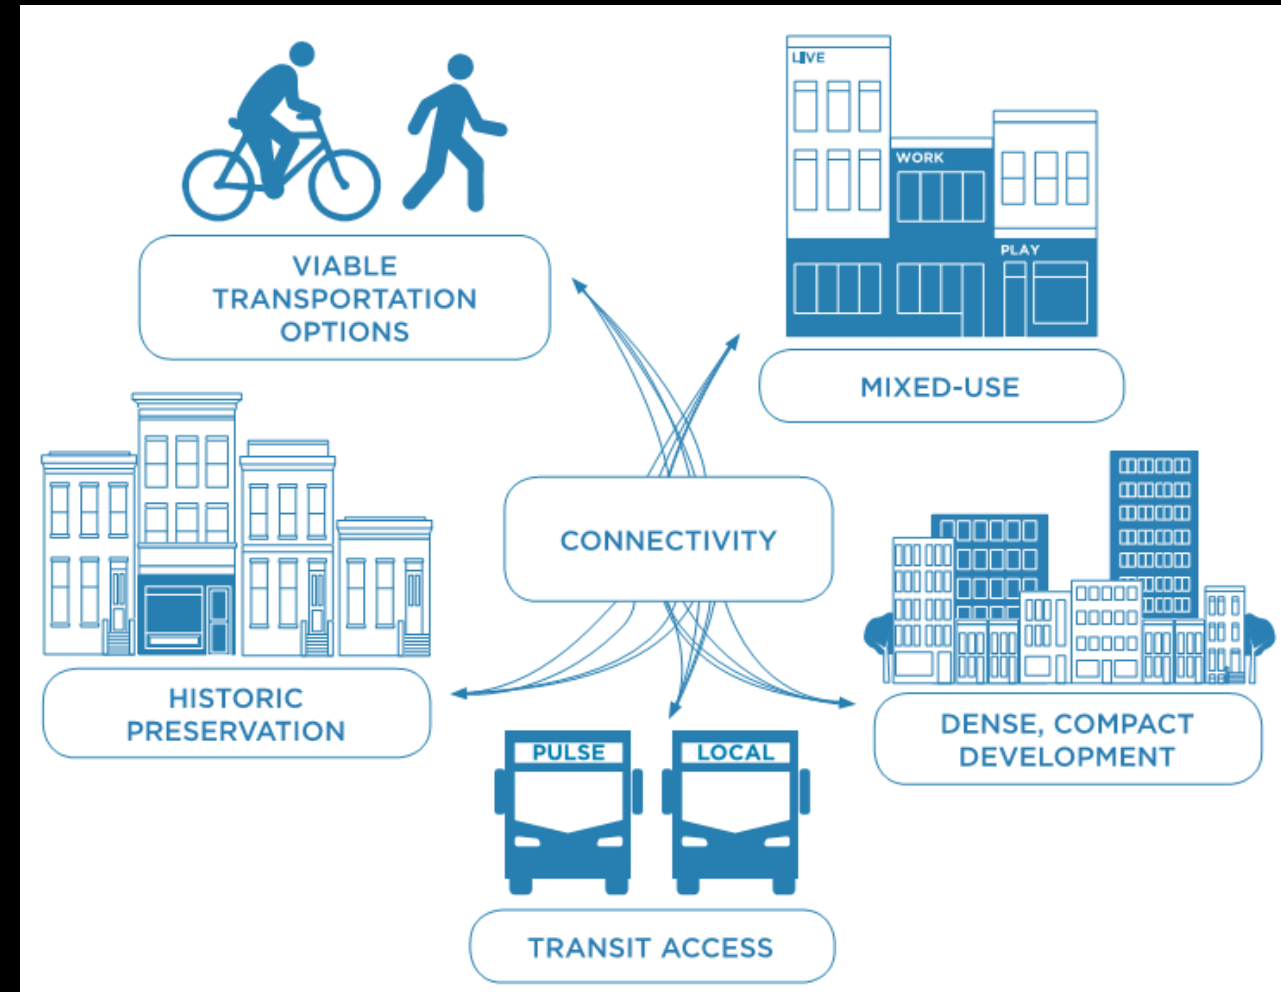 VIABLE
TRANSPORTATION
OPTIONS
LIVE
WORK
PLAY
MIXED-USE
CONNECTIVITY
HISTORIC
PRESERVATION
DENSE, COMPACT
DEVELOPMENT
PULSE
LOCAL
TRANSIT ACCESS